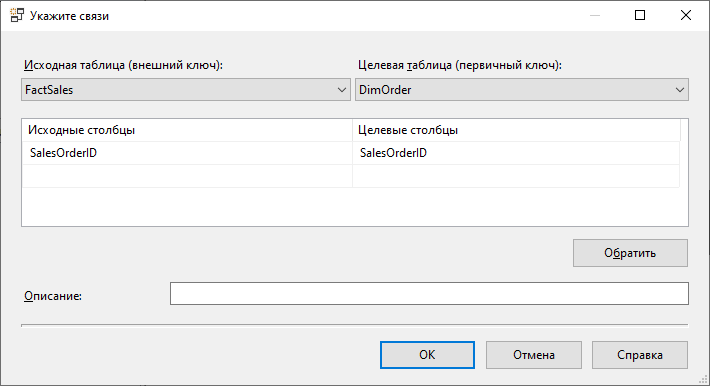 Укажите связи
Исходная таблица (внешний ключ):
Целевая таблица (первичный ключ):
FactSales
DimOrder
Исходные столбцы
Целевые столбцы
SalesOrderID
SalesOrderID
Обратить
Описание:
ОК
Отмена
Справка